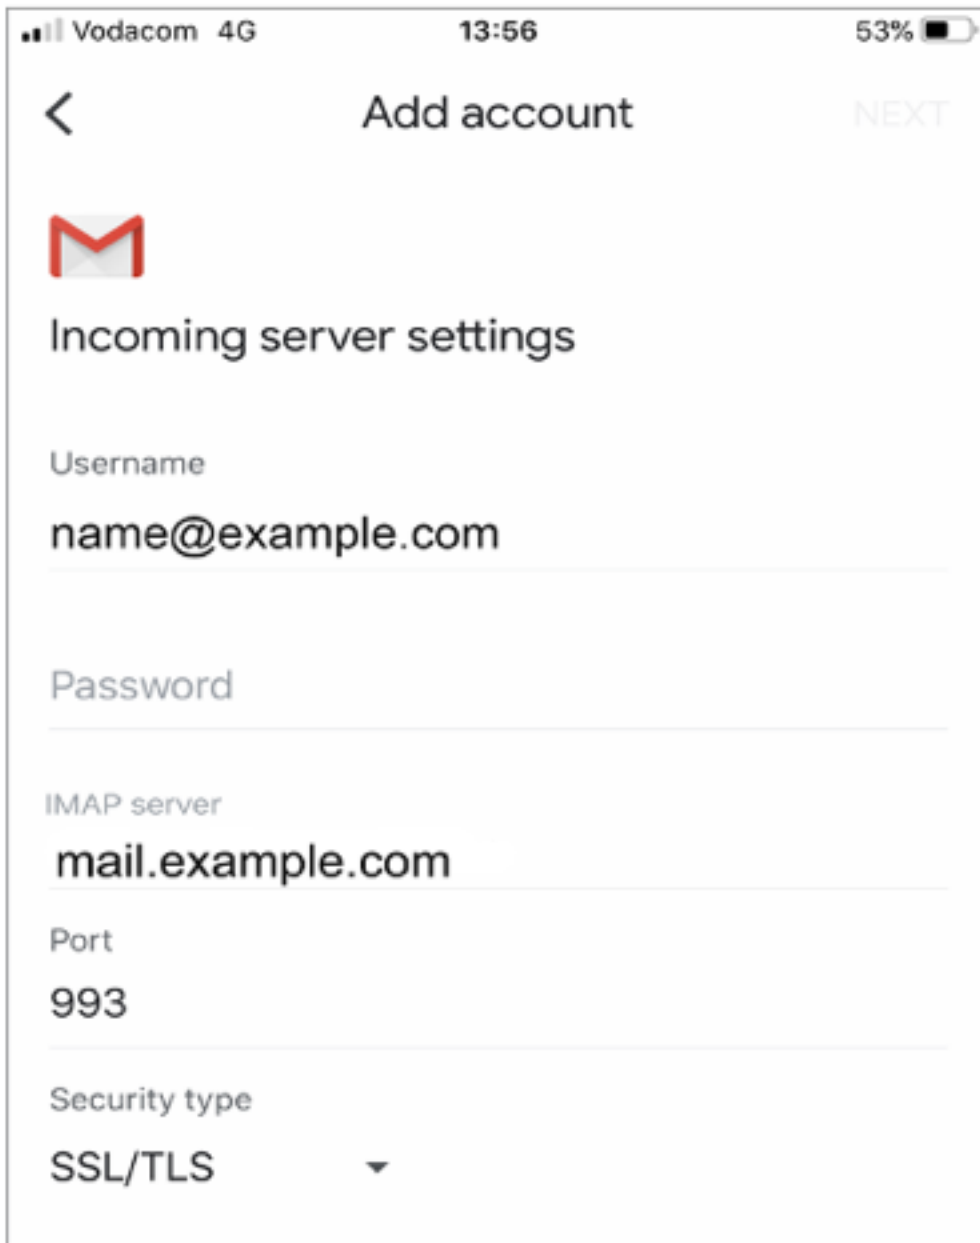 Vodacom 4G 13:56 53%
Add account NEXT
Incoming server settings
Username
name@example.com
Password
IMAP server
mail.example.com
Port
993
Security type
SSL/TLS